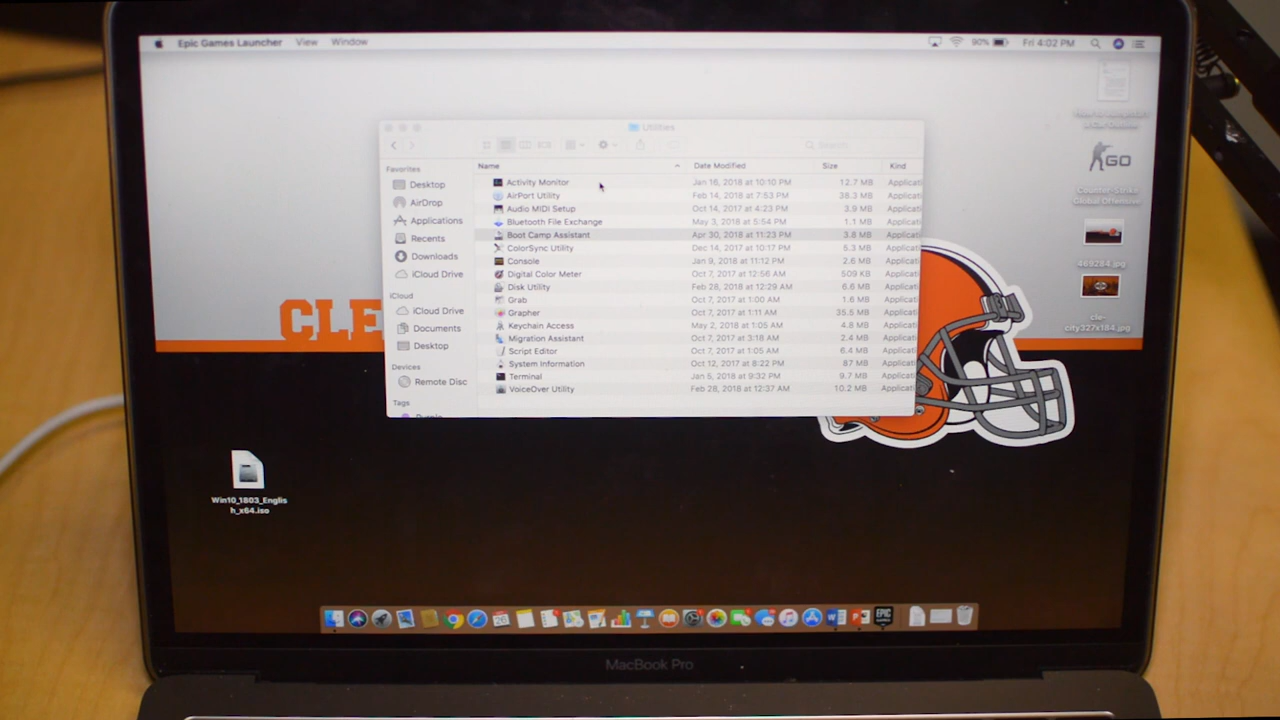 Epic Games Launcher View Window 90% Fri 4:02 PM
Utilities
Search
Name Date Modified Size Kind
Favorites
Desktop
AirDrop
Applications
Recents
Downloads
iCloud Drive
iCloud
iCloud Drive
Documents
Desktop
Devices
Remote Disc
Tags
Purple
Activity Monitor Jan 16, 2018 at 10:10 PM 12.7 MB Applicati
AirPort Utility Feb 14, 2018 at 7:53 PM 38.3 MB Applicati
Audio MIDI Setup Oct 14, 2017 at 4:23 PM 3.9 MB Applicati
Bluetooth File Exchange May 3, 2018 at 5:54 PM 1.1 MB Applicati
Boot Camp Assistant Apr 30, 2018 at 11:23 PM 3.8 MB Applicati
ColorSync Utility Dec 14, 2017 at 10:17 PM 5.3 MB Applicati
Console Jan 9, 2018 at 11:12 PM 2.6 MB Applicati
Digital Color Meter Oct 7, 2017 at 12:56 AM 509 KB Applicati
Disk Utility Feb 28, 2018 at 12:29 AM 6.6 MB Applicati
Grab Oct 7, 2017 at 1:00 AM 1.6 MB Applicati
Grapher Oct 7, 2017 at 1:11 AM 35.5 MB Applicati
Keychain Access May 2, 2018 at 1:05 AM 4.8 MB Applicati
Migration Assistant Oct 7, 2017 at 3:18 AM 2.4 MB Applicati
Script Editor Oct 7, 2017 at 1:05 AM 6.4 MB Applicati
System Information Oct 12, 2017 at 8:22 PM 87 MB Applicati
Terminal Jan 5, 2018 at 9:32 PM 9.7 MB Applicati
VoiceOver Utility Feb 28, 2018 at 12:37 AM 10.2 MB Applicati
GO
Counter-Strike
Global Offensive
469284.jpg
cle-
city327x184.jpg
CLE
Win10_1803_Englis
h_x64.iso
26
EPIC
MacBook Pro